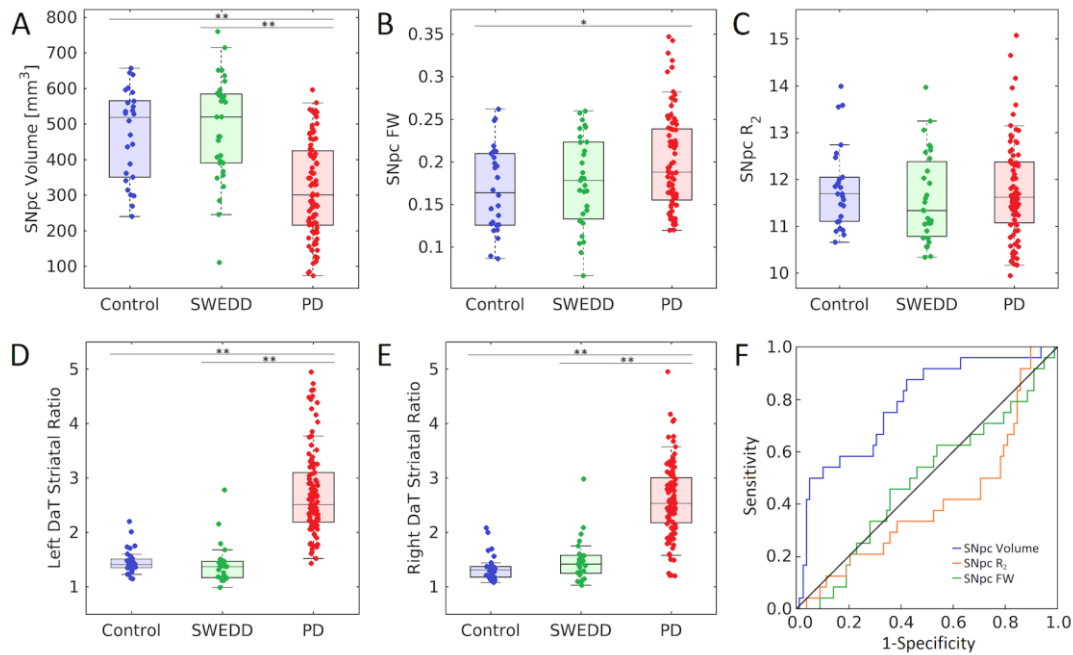 A
**
**
800
700
600
500
400
300
200
100
SNpc Volume [mm³]
Control SWEDD PD
B
*
0.35
0.3
0.25
0.2
0.15
0.1
SNpc FW
Control SWEDD PD
C
15
14
13
12
11
10
SNpc R₂
Control SWEDD PD
D
**
**
5
4
3
2
1
Left DaT Striatal Ratio
Control SWEDD PD
E
**
**
5
4
3
2
1
Right DaT Striatal Ratio
Control SWEDD PD
F
1.0
0.8
0.6
0.4
0.2
0.0
Sensitivity
SNpc Volume
SNpc R₂
SNpc FW
0.0 0.2 0.4 0.6 0.8 1.0
1-Specificity